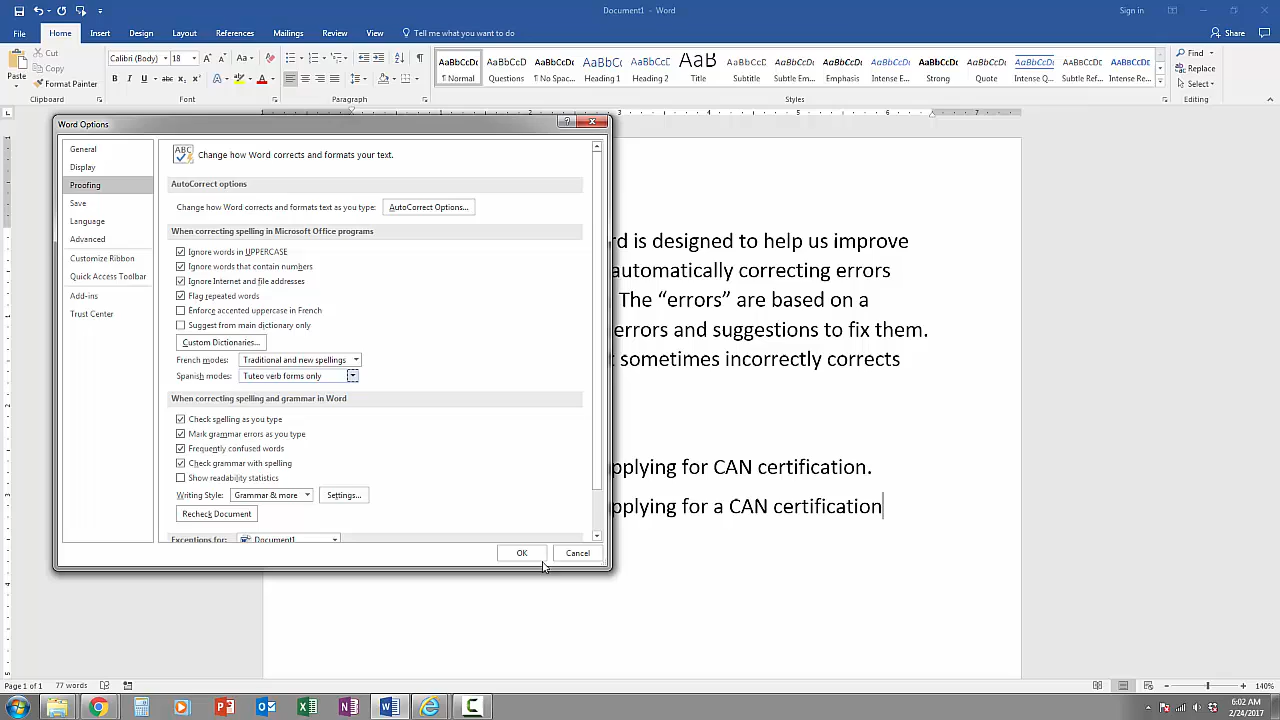 Document1 - Word
Sign in
File Home Insert Design Layout References Mailings Review View Tell me what you want to do
Share
Cut
Copy
Format Painter
Paste
Calibri (Body) 18
AaBbCcDc AaBbCcDc AaBbCcDc AaBbC AaBbCcD AaB AaBbCcD AaBbCcDt AaBbCcDt AaBbCcDt AaBbCcDc AaBbCcDt AaBbCcDt AaBbCcDt AaBbCcDt
¶ Normal Questions ¶ No Spac... Heading 1 Heading 2 Title Subtitle Subtle Em... Emphasis Intense E... Strong Quote Intense Q... Subtle Ref... Intense Re...
Find
Replace
Select
Clipboard Font Paragraph Styles Editing
Word Options
General
Display
Proofing
Save
Language
Advanced
Customize Ribbon
Quick Access Toolbar
Add-ins
Trust Center
ABC
Change how Word corrects and formats your text.
AutoCorrect options
Change how Word corrects and formats text as you type: AutoCorrect Options...
When correcting spelling in Microsoft Office programs
Ignore words in UPPERCASE
Ignore words that contain numbers
Ignore Internet and file addresses
Flag repeated words
Enforce accented uppercase in French
Suggest from main dictionary only
Custom Dictionaries...
French modes: Traditional and new spellings
Spanish modes: Tuteo verb forms only
When correcting spelling and grammar in Word
Check spelling as you type
Mark grammar errors as you type
Frequently confused words
Check grammar with spelling
Show readability statistics
Writing Style: Grammar & more Settings...
Recheck Document
Exceptions for: Document1
OK Cancel
rd is designed to help us improve
automatically correcting errors
The “errors” are based on a
errors and suggestions to fix them.
t sometimes incorrectly corrects
pplying for CAN certification.
pplying for a CAN certification
Page 1 of 1 77 words
140%
6:02 AM
2/24/2017